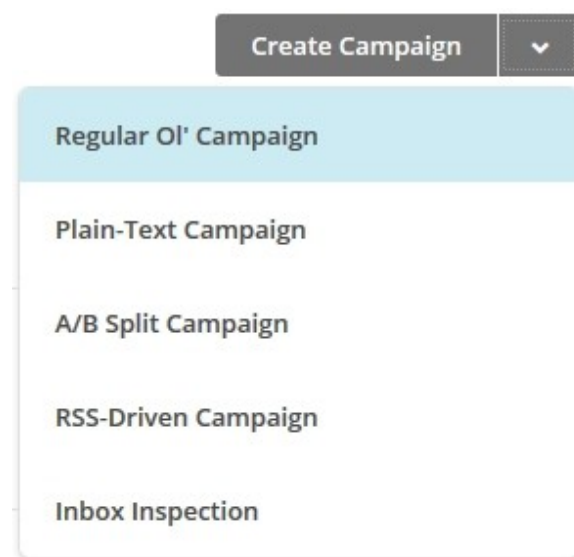 Create Campaign
Regular Ol' Campaign
Plain-Text Campaign
A/B Split Campaign
RSS-Driven Campaign
Inbox Inspection